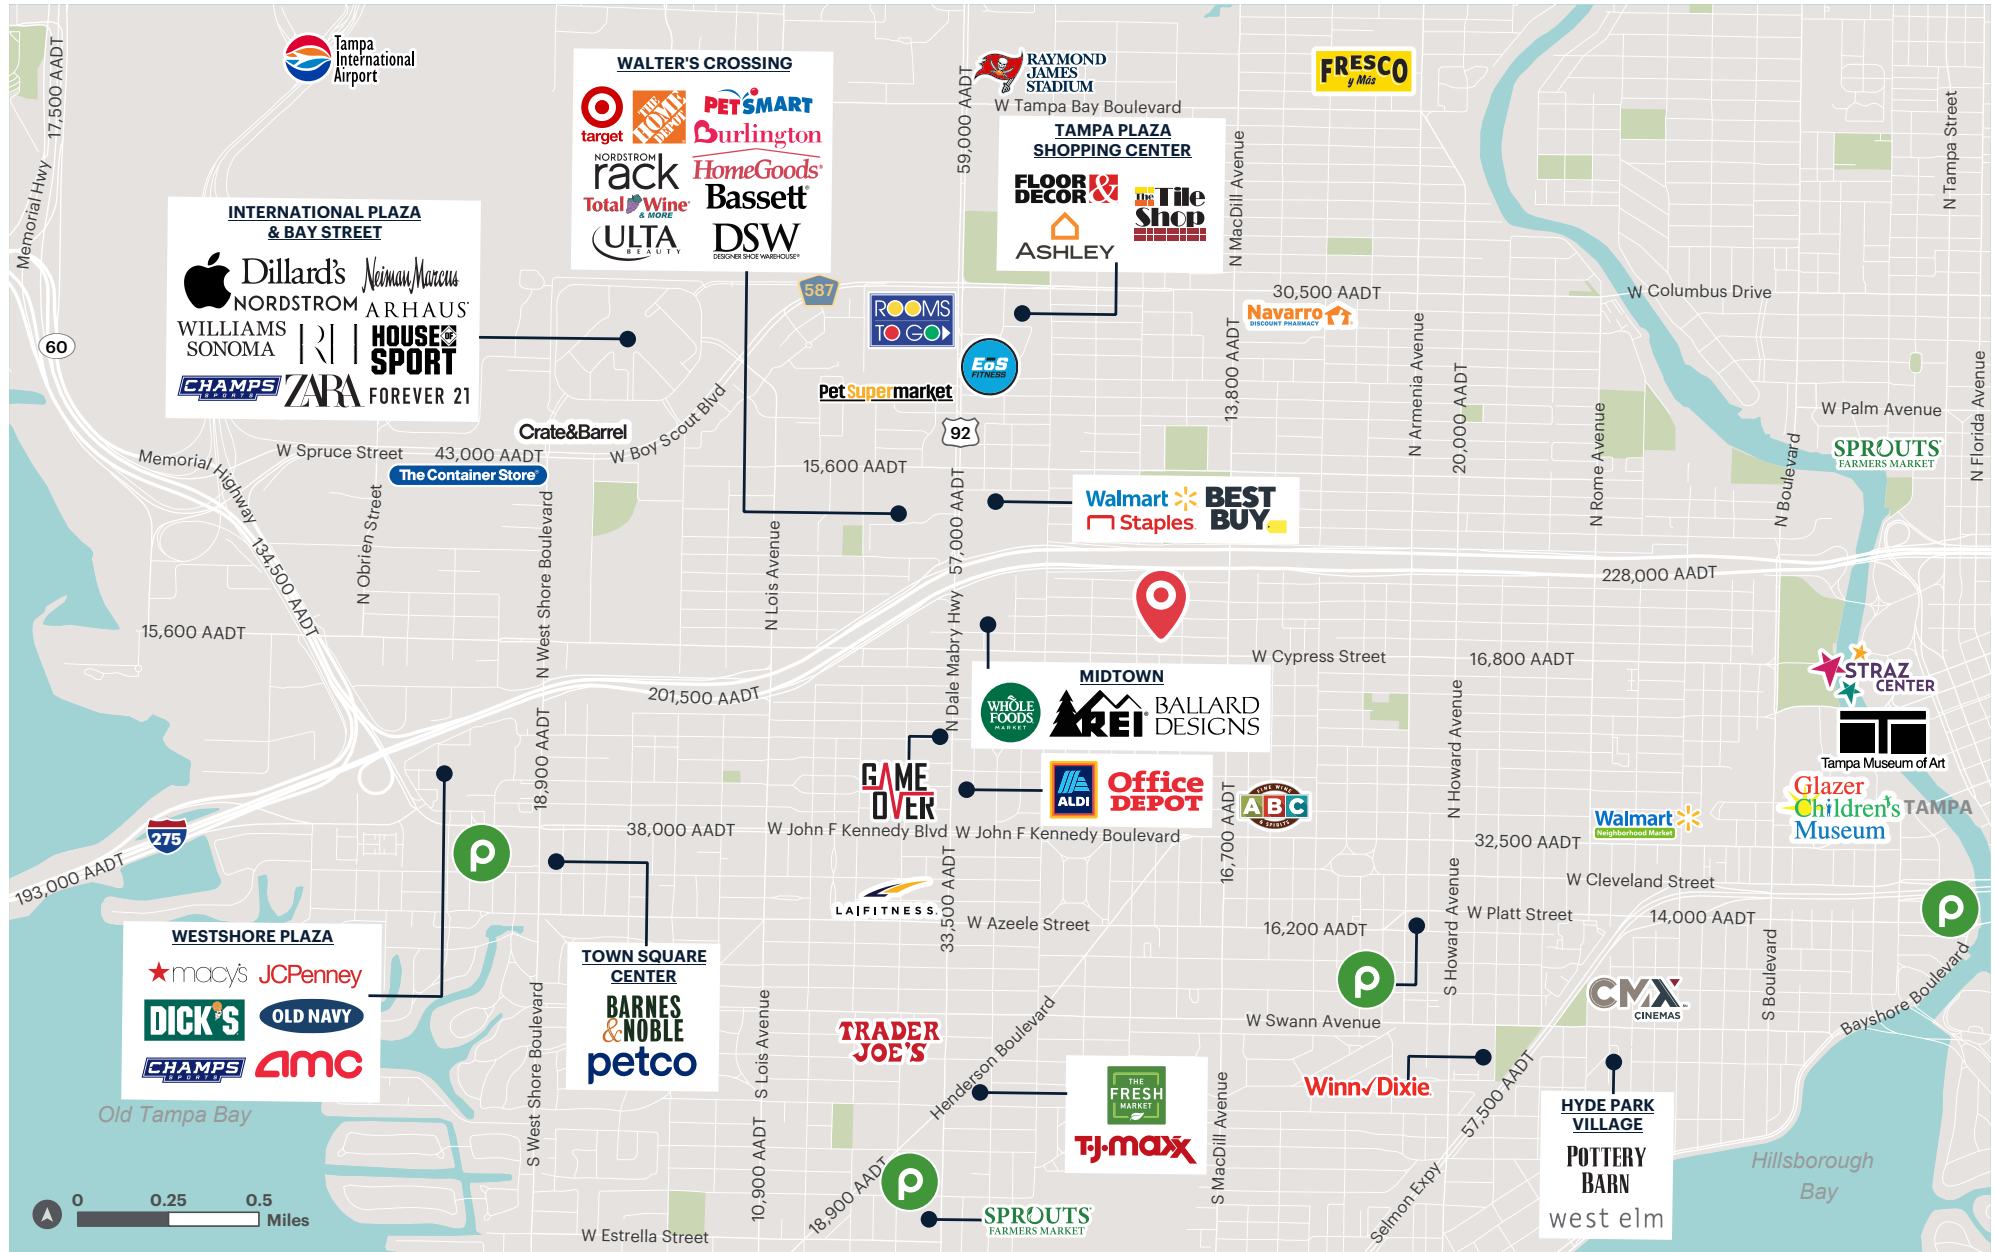 Tampa
International
Airport
17,500 AADT
Memorial Hwy
60
INTERNATIONAL PLAZA
& BAY STREET
Dillard's
Neiman Marcus
NORDSTROM
ARHAUS
WILLIAMS
SONOMA
RH
HOUSE OF
SPORT
CHAMPS
SPORTS
ZARA
FOREVER 21
WALTER'S CROSSING
target
THE
HOME
DEPOT
PETSMART
Burlington
NORDSTROM
rack
HomeGoods
Total Wine
& MORE
Bassett
ULTA
BEAUTY
DSW
DESIGNER SHOE WAREHOUSE
587
59,000 AADT
RAYMOND
JAMES
STADIUM
W Tampa Bay Boulevard
TAMPA PLAZA
SHOPPING CENTER
FLOOR &
DECOR
The Tile
Shop
ASHLEY
N MacDill Avenue
FRESCO
y Más
N Tampa Street
ROOMS
TO GO
EōS
FITNESS
Pet Supermarket
92
30,500 AADT
Navarro
DISCOUNT PHARMACY
13,800 AADT
N Armenia Avenue
20,000 AADT
W Columbus Drive
W Palm Avenue
N Florida Avenue
SPROUTS
FARMERS MARKET
N Rome Avenue
N Boulevard
Crate&Barrel
W Spruce Street
43,000 AADT
The Container Store
W Boy Scout Blvd
15,600 AADT
Memorial Highway
134,500 AADT
N Obrien Street
N West Shore Boulevard
N Lois Avenue
57,000 AADT
N Dale Mabry Hwy
Walmart
BEST
BUY
Staples
228,000 AADT
15,600 AADT
201,500 AADT
W Cypress Street
16,800 AADT
MIDTOWN
WHOLE
FOODS
MARKET
REI
BALLARD
DESIGNS
STRAZ
CENTER
Tampa Museum of Art
Glazer
Children's
Museum
TAMPA
18,900 AADT
GAME
OVER
ALDI
Office
DEPOT
16,700 AADT
FINE WINE
ABC
& SPIRITS
N Howard Avenue
Walmart
Neighborhood Market
275
193,000 AADT
38,000 AADT
W John F Kennedy Blvd
W John F Kennedy Boulevard
32,500 AADT
W Cleveland Street
LA FITNESS
33,500 AADT
W Azeele Street
16,200 AADT
S Howard Avenue
W Platt Street
14,000 AADT
S Boulevard
Bayshore Boulevard
WESTSHORE PLAZA
macy's
JCPenney
DICK'S
OLD NAVY
CHAMPS
SPORTS
amc
TOWN SQUARE
CENTER
BARNES
&NOBLE
petco
S West Shore Boulevard
S Lois Avenue
10,900 AADT
TRADER
JOE'S
Henderson Boulevard
THE
FRESH
MARKET
T·J·maxx
S MacDill Avenue
W Swann Avenue
CMX
CINEMAS
Winn Dixie
57,500 AADT
Selmon Expy
HYDE PARK
VILLAGE
POTTERY
BARN
west elm
Old Tampa Bay
Hillsborough
Bay
18,900 AADT
SPROUTS
FARMERS MARKET
W Estrella Street
0 0.25 0.5
Miles